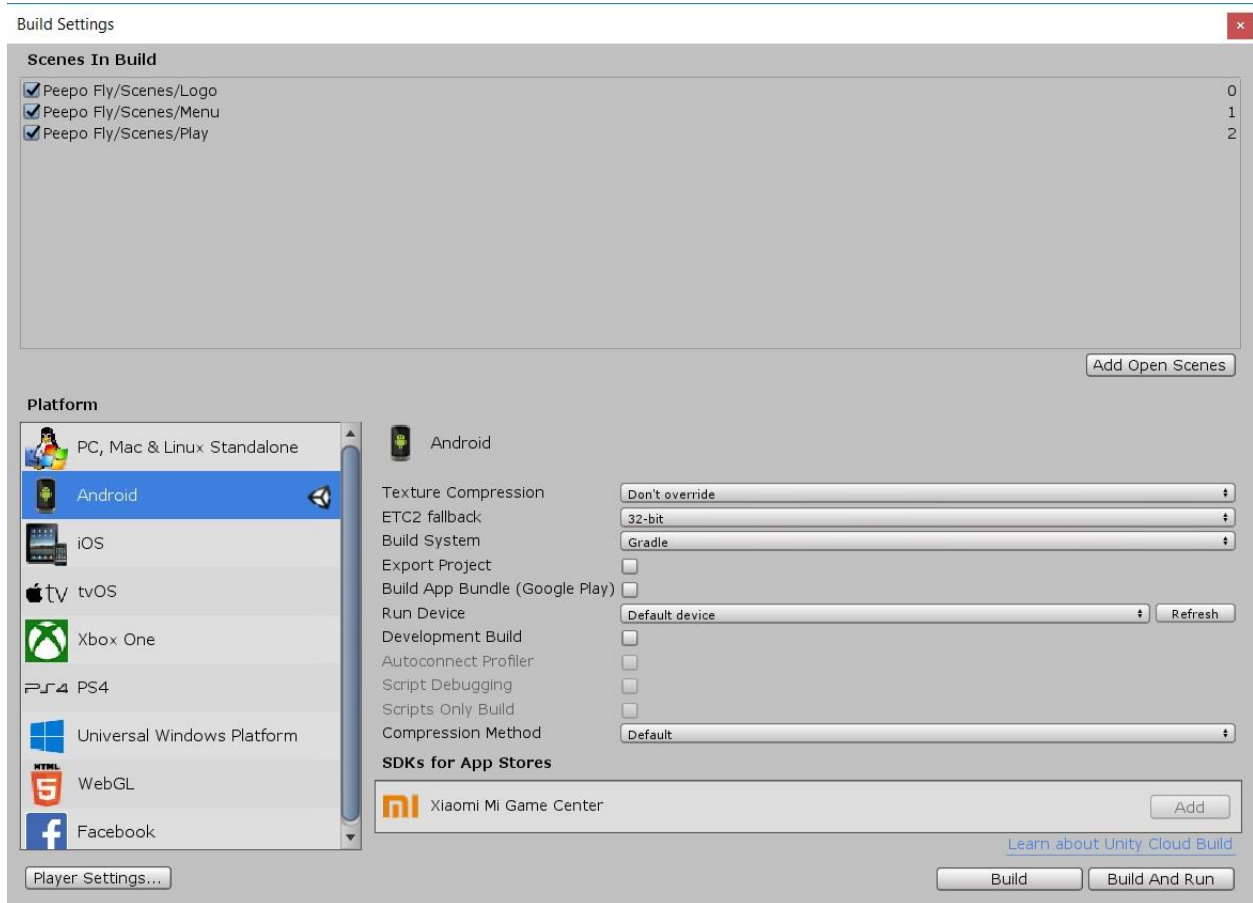 Build Settings
Scenes In Build
Peepo Fly/Scenes/Logo 0
Peepo Fly/Scenes/Menu 1
Peepo Fly/Scenes/Play 2
Add Open Scenes
Platform
PC, Mac & Linux Standalone
Android
iOS
tv tvOS
Xbox One
PS4 PS4
Universal Windows Platform
HTML 5 WebGL
f Facebook
Android
Texture Compression Don't override
ETC2 fallback 32-bit
Build System Gradle
Export Project
Build App Bundle (Google Play)
Run Device Default device Refresh
Development Build
Autoconnect Profiler
Script Debugging
Scripts Only Build
Compression Method Default
SDKs for App Stores
mi Xiaomi Mi Game Center Add
Learn about Unity Cloud Build
Player Settings... Build Build And Run